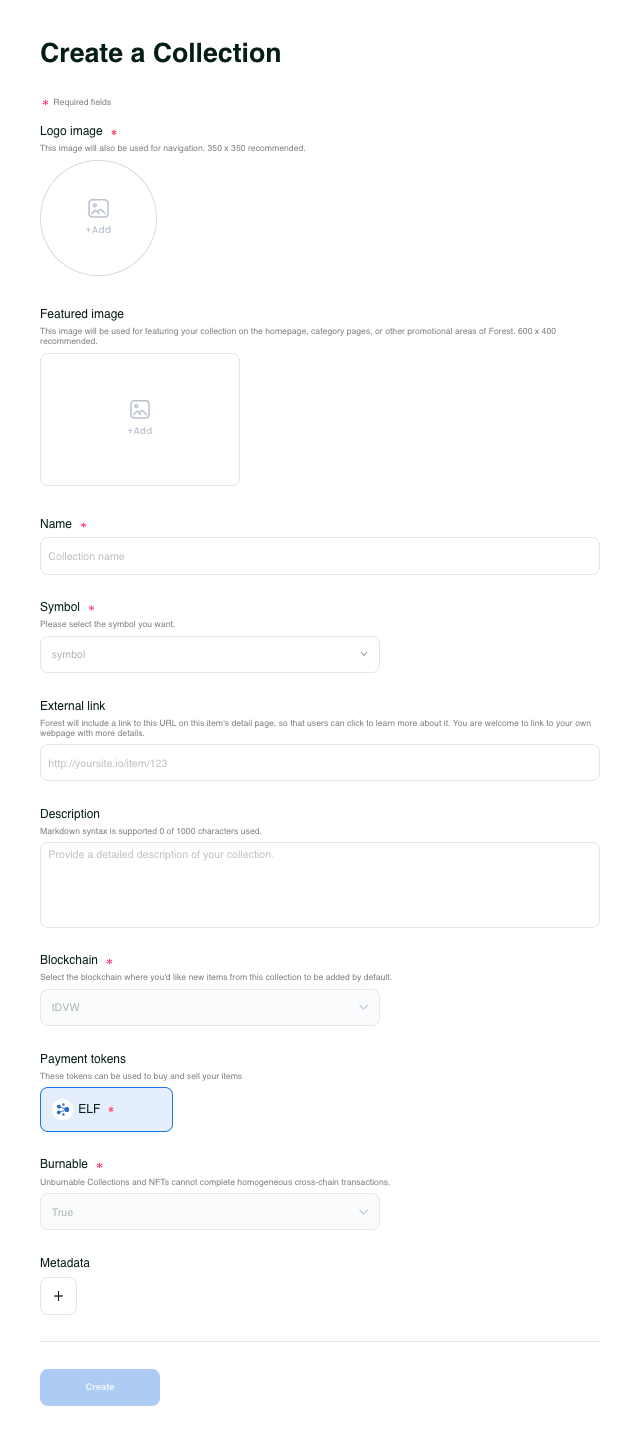 Create a Collection
* Required fields
Logo image *
This image will also be used for navigation. 350 x 350 recommended.
+Add
Featured image
This image will be used for featuring your collection on the homepage, category pages, or other promotional areas of Forest. 600 x 400
recommended.
+Add
Name *
Collection name
Symbol *
Please select the symbol you want.
symbol
External link
Forest will include a link to this URL on this item's detail page, so that users can click to learn more about it. You are welcome to link to your own
webpage with more details.
http://yoursite.io/item/123
Description
Markdown syntax is supported 0 of 1000 characters used.
Provide a detailed description of your collection.
Blockchain *
Select the blockchain where you'd like new items from this collection to be added by default.
tDVW
Payment tokens
These tokens can be used to buy and sell your items
ELF *
Burnable *
Unburnable Collections and NFTs cannot complete homogeneous cross-chain transactions.
True
Metadata
+
Create